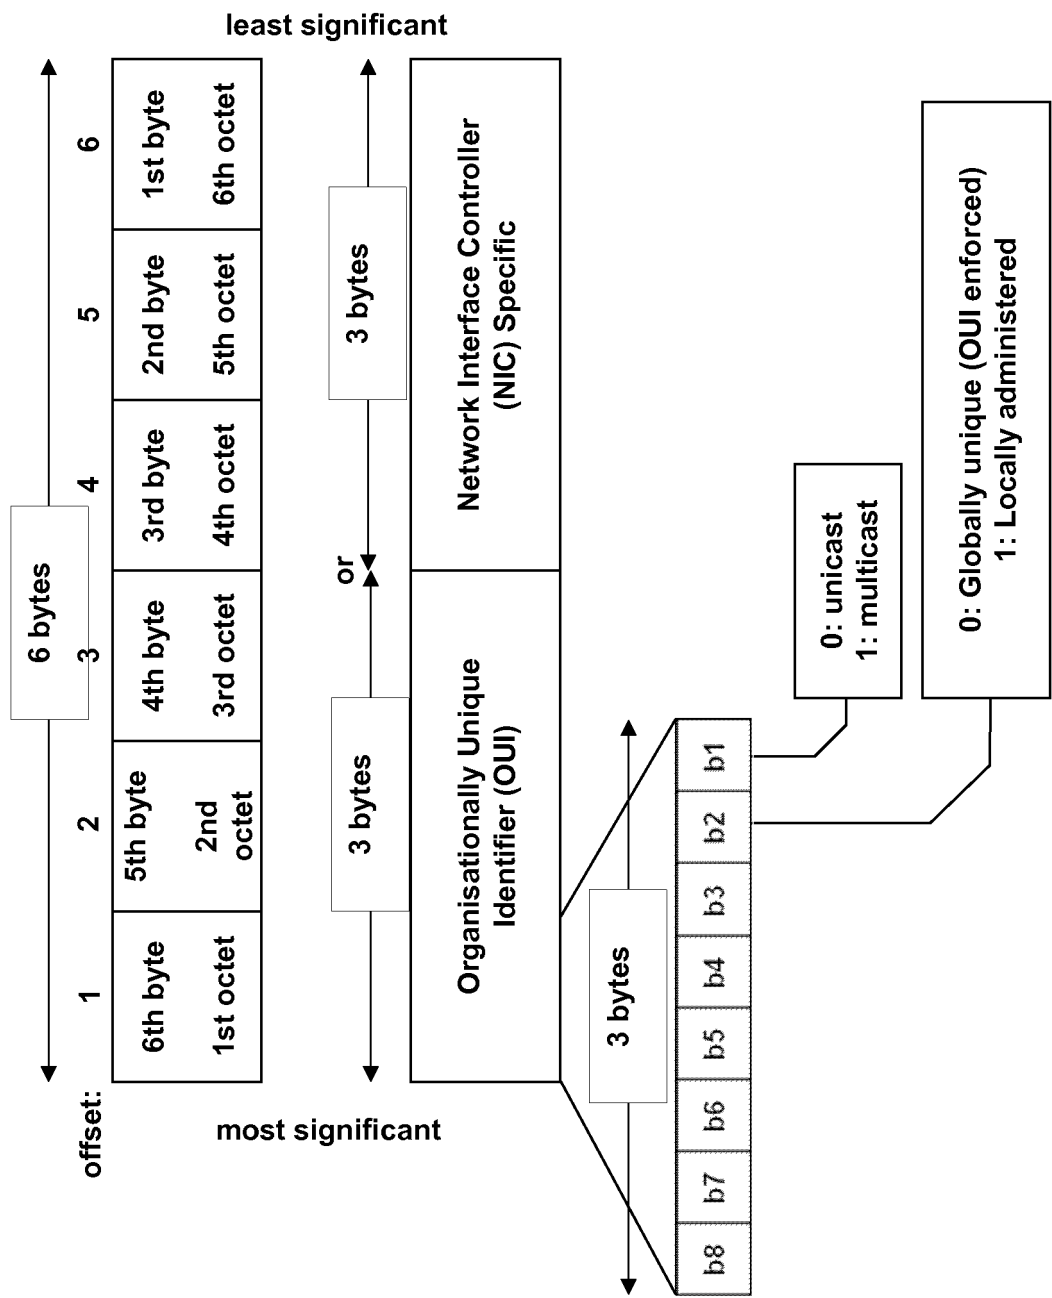 least significant
6 bytes
offset:
1
2
3
4
5
6
6th byte
1st octet
5th byte
2nd
octet
4th byte
3rd octet
3rd byte
4th octet
2nd byte
5th octet
1st byte
6th octet
most significant
3 bytes
or
3 bytes
Organisationally Unique
Identifier (OUI)
Network Interface Controller
(NIC) Specific
3 bytes
b8
b7
b6
b5
b4
b3
b2
b1
0: unicast
1: multicast
0: Globally unique (OUI enforced)
1: Locally administered